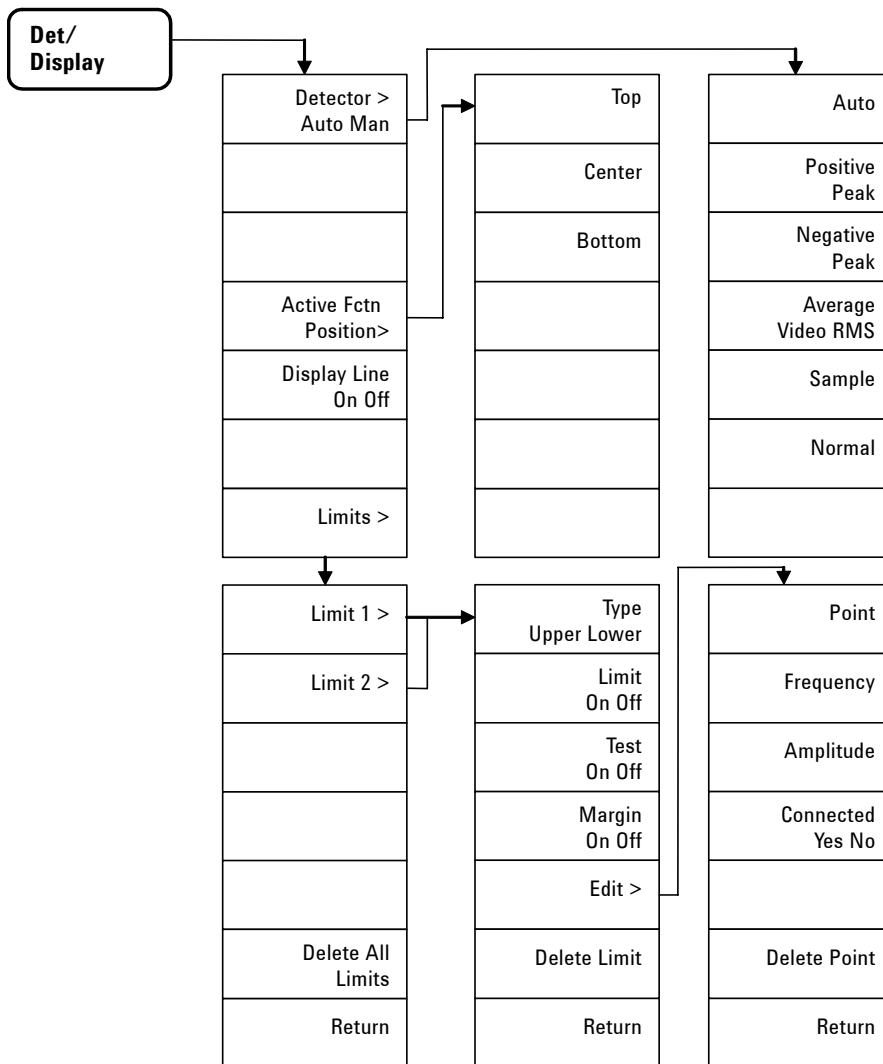 Det/
Display
Detector >
Auto Man
Active Fctn
Position>
Display Line
On Off
Limits >
Top
Center
Bottom
Auto
Positive
Peak
Negative
Peak
Average
Video RMS
Sample
Normal
Limit 1 >
Limit 2 >
Delete All
Limits
Return
Type
Upper Lower
Limit
On Off
Test
On Off
Margin
On Off
Edit >
Delete Limit
Return
Point
Frequency
Amplitude
Connected
Yes No
Delete Point
Return